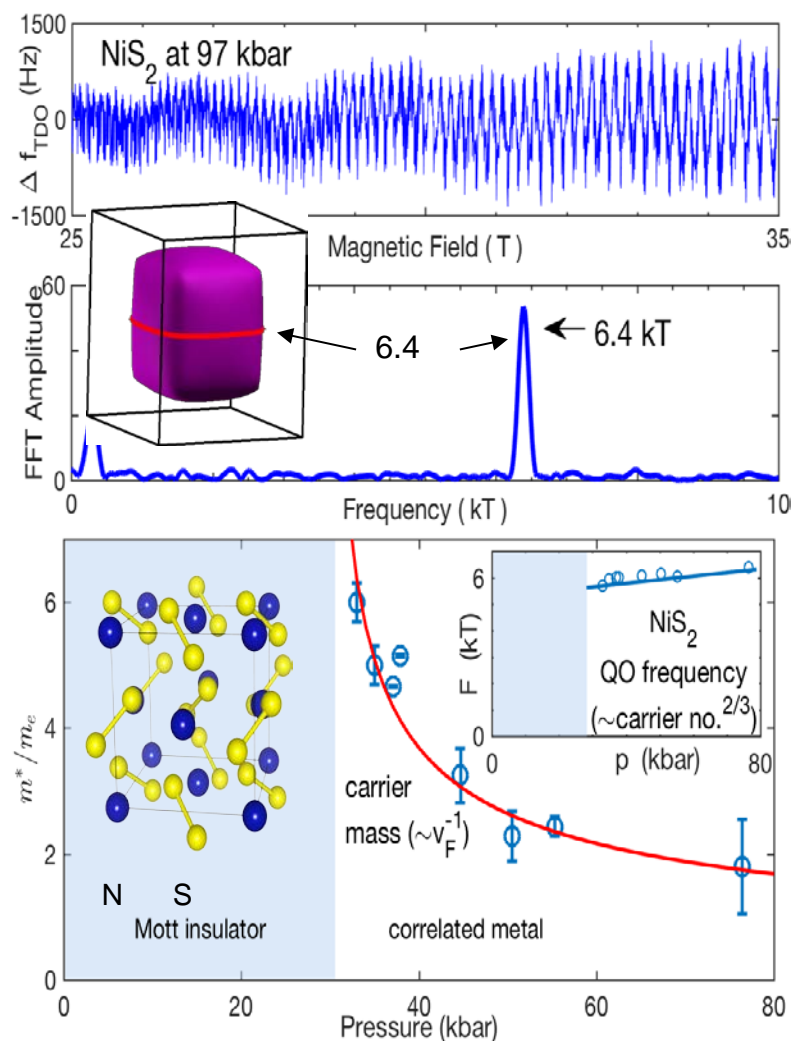 1500
NiS2 at 97 kbar
0
Δ fTDO
(Hz)
-1500
25
Magnetic Field ( T )
35
60
6.4
6.4 kT
FFT Amplitude
0
0
Frequency ( kT )
10
6
4
2
0
m*/me
6
3
0
F (kT)
NiS2
QO frequency
(~carrier no.2/3)
0
p (kbar)
80
carrier
mass (~vF-1)
N S
Mott insulator
correlated metal
0
20
40
60
80
Pressure (kbar)